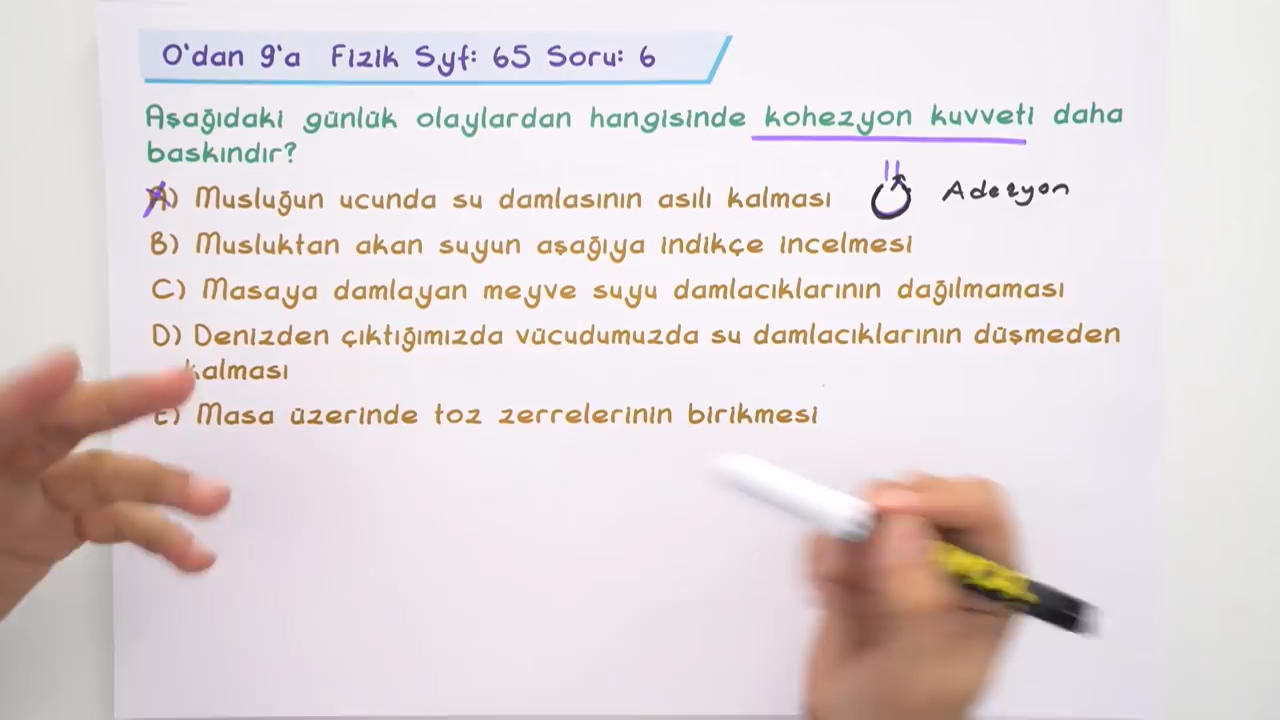 0'dan 9'a Fizik Syf: 65 Soru: 6
Aşağıdaki günlük olaylardan hangisinde kohezyon kuvveti daha
baskındır?
A) Musluğun ucunda su damlasının asılı kalması
Adezyon
B) Musluktan akan suyun aşağıya indikçe incelmesi
C) Masaya damlayan meyve suyu damlacıklarının dağılmaması
D) Denizden çıktığımızda vücudumuzda su damlacıklarının düşmeden
kalması
E) Masa üzerinde toz zerrelerinin birikmesi